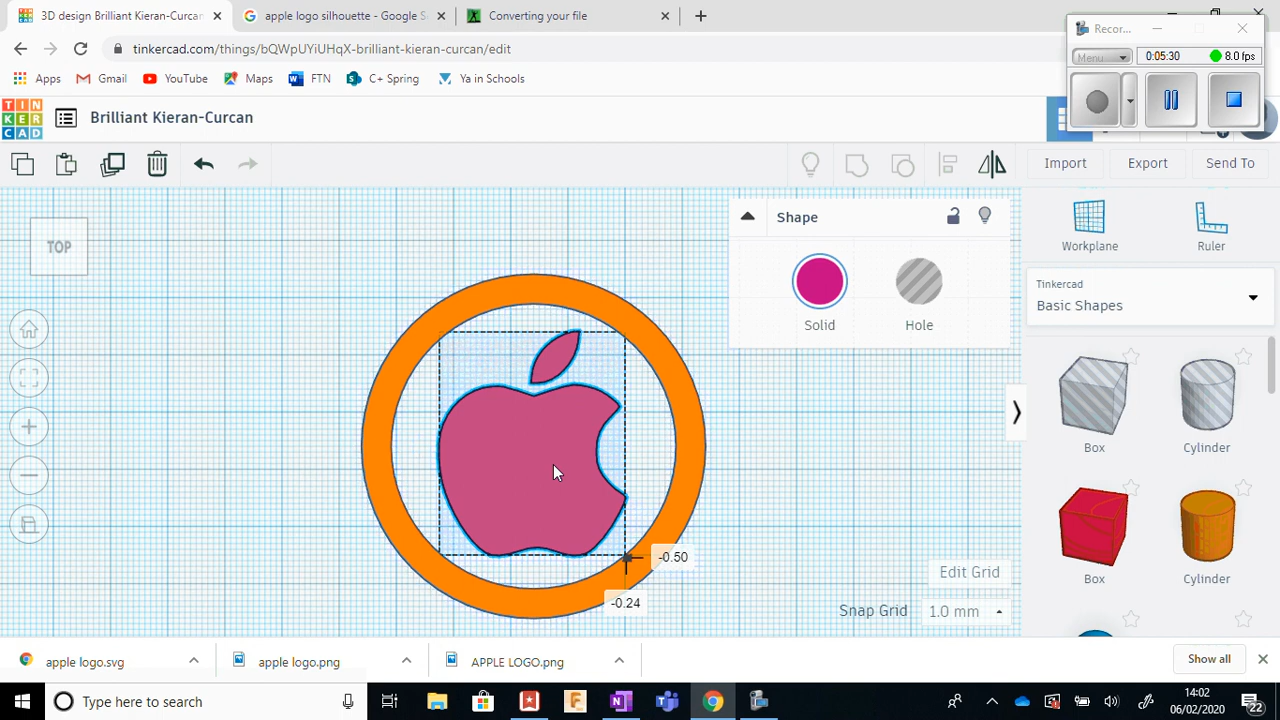 3D design Brilliant Kieran-Curcan
apple logo silhouette - Google S
Converting your file
Recor...
tinkercad.com/things/bQWpUYiUHqX-brilliant-kieran-curcan/edit
Menu
0:05:30
8.0 fps
Apps
Gmail
YouTube
Maps
FTN
C+ Spring
Ya in Schools
TIN
KER
CAD
Brilliant Kieran-Curcan
Import
Export
Send To
TOP
Shape
Solid
Hole
Workplane
Ruler
Tinkercad
Basic Shapes
Box
Cylinder
Box
Cylinder
-0.50
-0.24
Edit Grid
Snap Grid
1.0 mm
apple logo.svg
apple logo.png
APPLE LOGO.png
Show all
Type here to search
14:02
06/02/2020
22